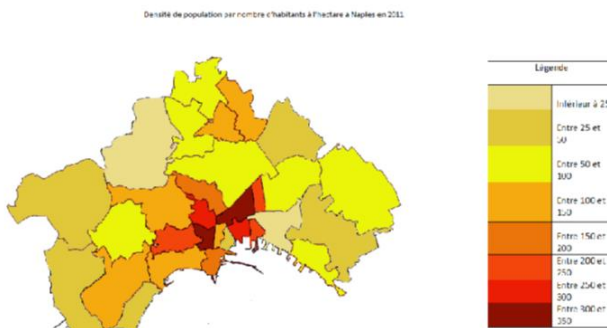 Densité de population par nombre d'habitants à l'hectare a Naples en 2011
Légende
Inférieur à 25
Entre 25 et
50
Entre 50 et
100
Entre 100 et
150
Entre 150 et
200
Entre 200 et
250
Entre 250 et
300
Entre 300 et
350